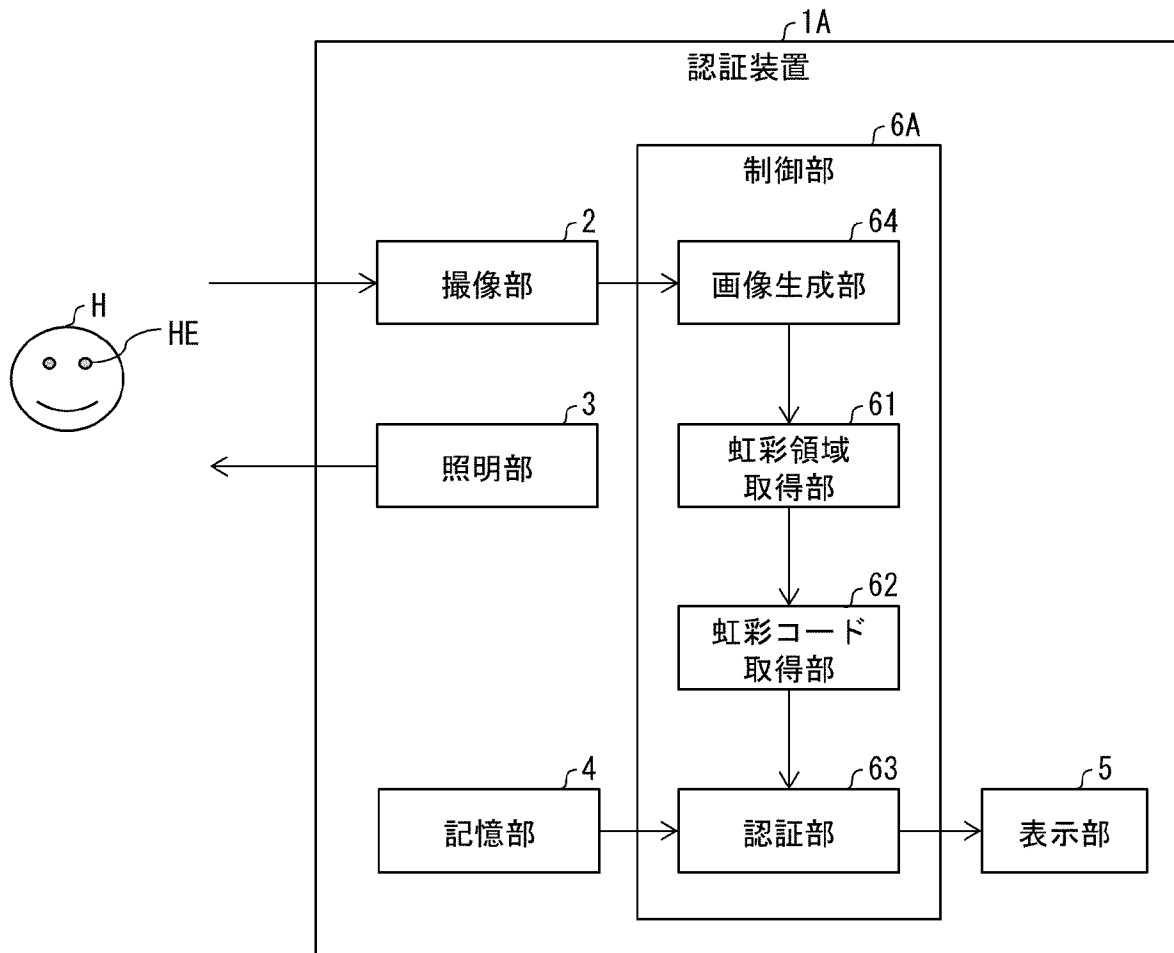 1A
認証装置
6A
制御部
2
撮像部
64
画像生成部
H
HE
3
照明部
61
虹彩領域
取得部
62
虹彩コード
取得部
4
記憶部
63
認証部
5
表示部